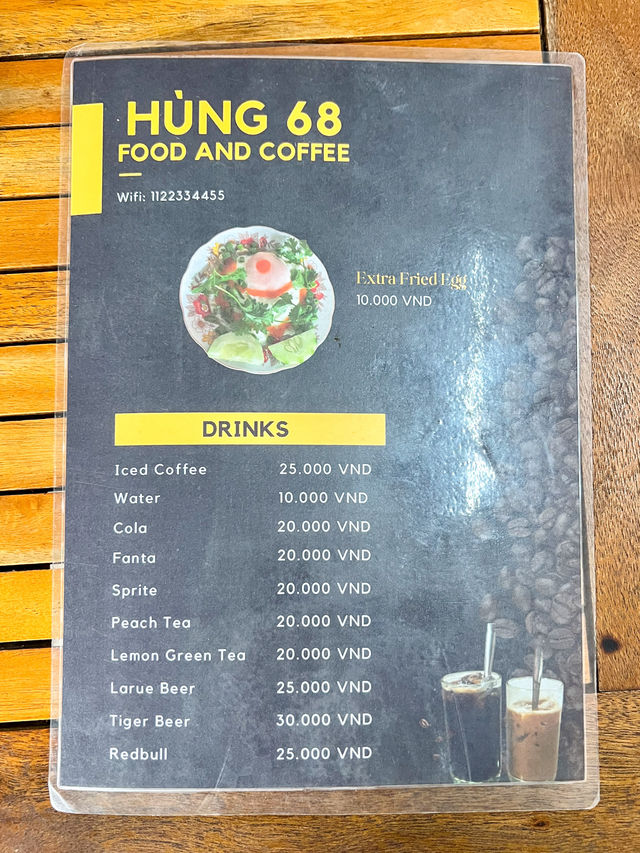 HÙNG 68
FOOD AND COFFEE
Wifi: 1122334455
Extra Fried Egg
10.000 VND
DRINKS
Iced Coffee 25.000 VND
Water 10.000 VND
Cola 20.000 VND
Fanta 20.000 VND
Sprite 20.000 VND
Peach Tea 20.000 VND
Lemon Green Tea 20.000 VND
Larue Beer 25.000 VND
Tiger Beer 30.000 VND
Redbull 25.000 VND